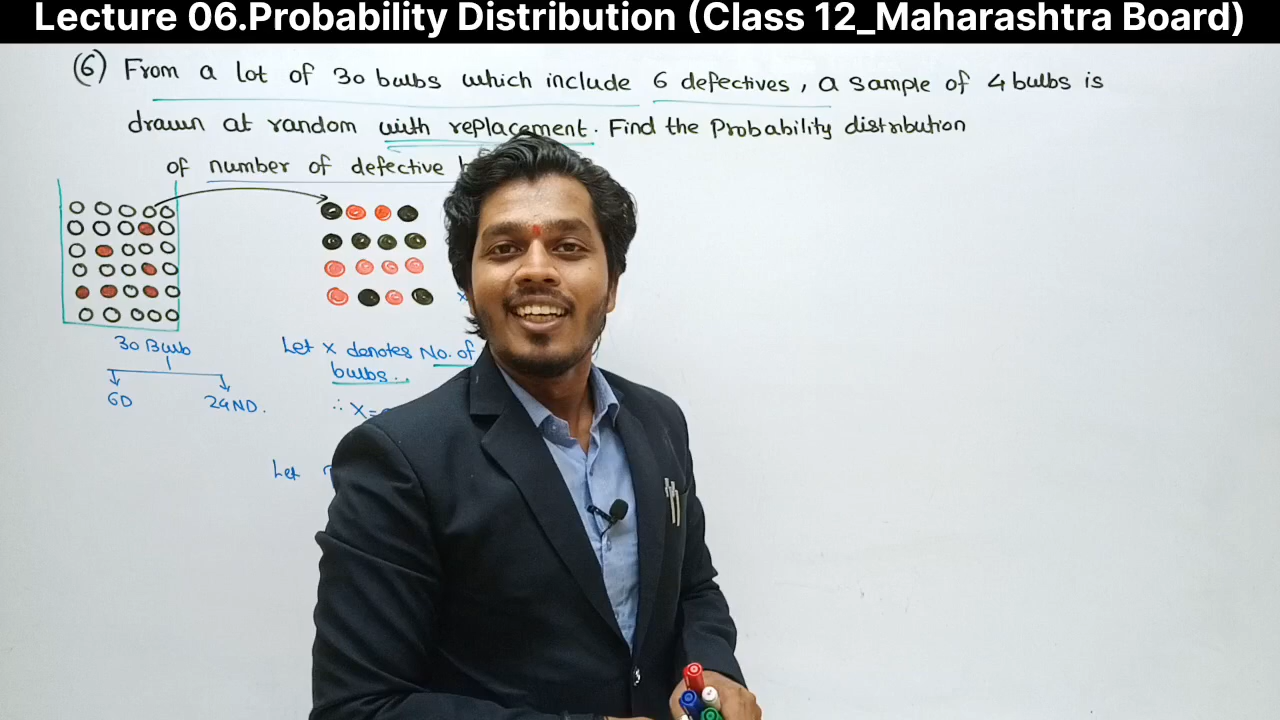 Lecture 06.Probability Distribution (Class 12_Maharashtra Board)
(6) From a lot of 30 bulbs which include 6 defectives, a sample of 4 bulbs is
drawn at random with replacement. Find the Probability distribution
of number of defective
30 Bulb
6D 24ND.
Let X denotes No. of
bulbs..
∴ X=
Let